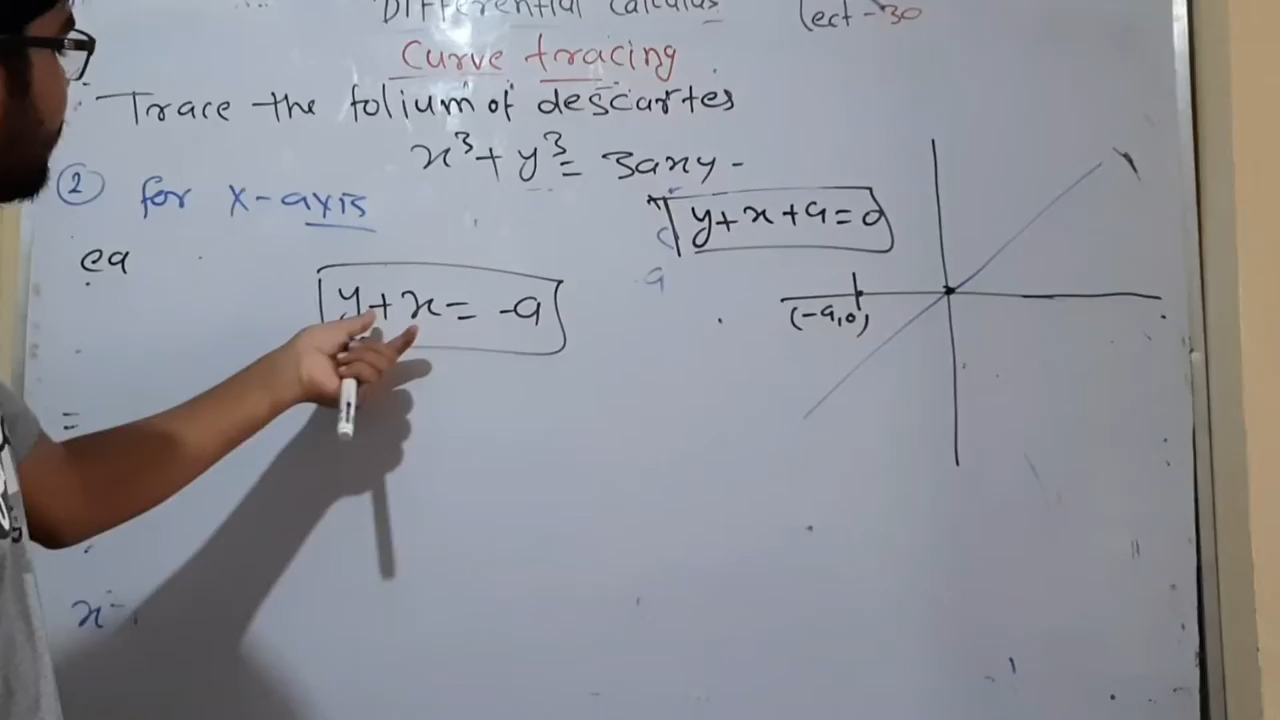 Differential Calculus Lect-30
Curve tracing
Trace the folium of descartes
x³+y³=3axy-
② for x-axis
y+x+a=0
eq
y+x=-a
a
(-a,0)
=
x=